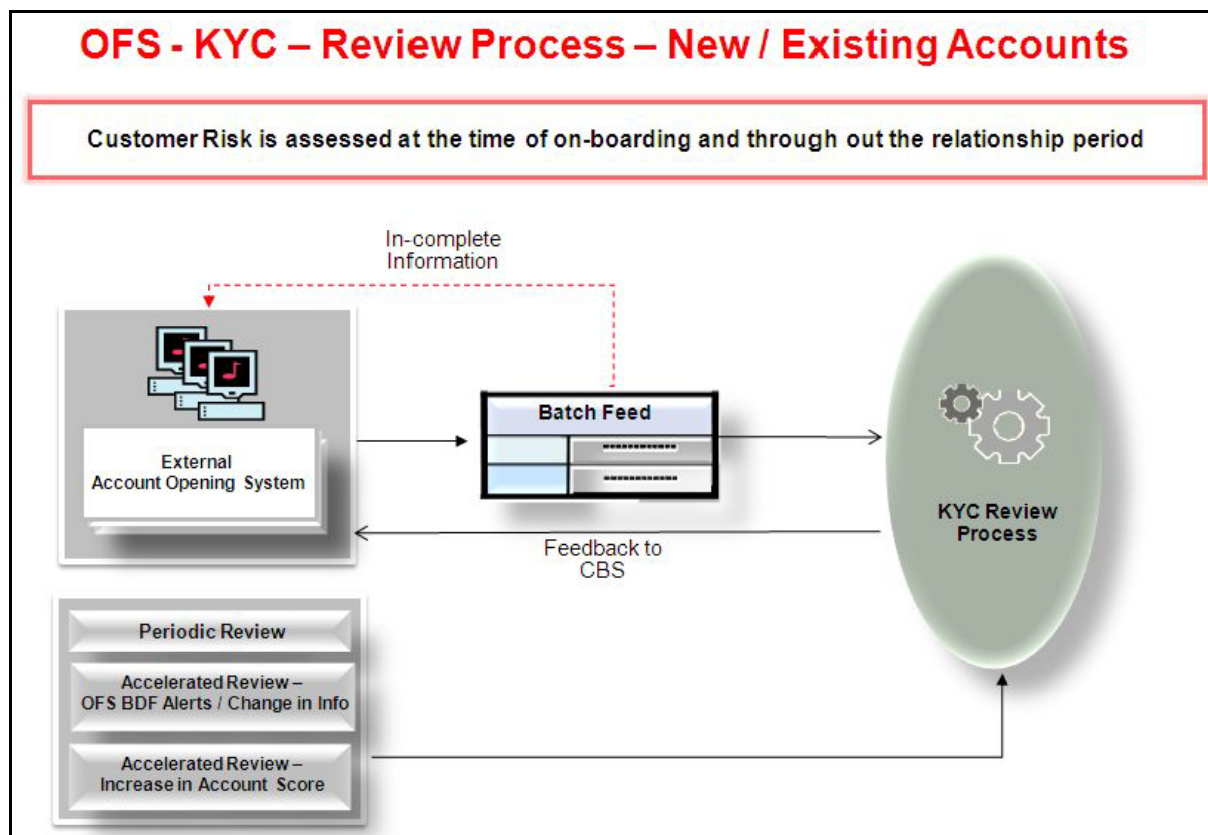 OFS - KYC – Review Process – New / Existing Accounts
Customer Risk is assessed at the time of on-boarding and through out the relationship period
In-complete
Information
External
Account Opening System
Batch Feed
KYC Review
Process
Feedback to
CBS
Periodic Review
Accelerated Review –
OFS BDF Alerts / Change in Info
Accelerated Review –
Increase in Account Score